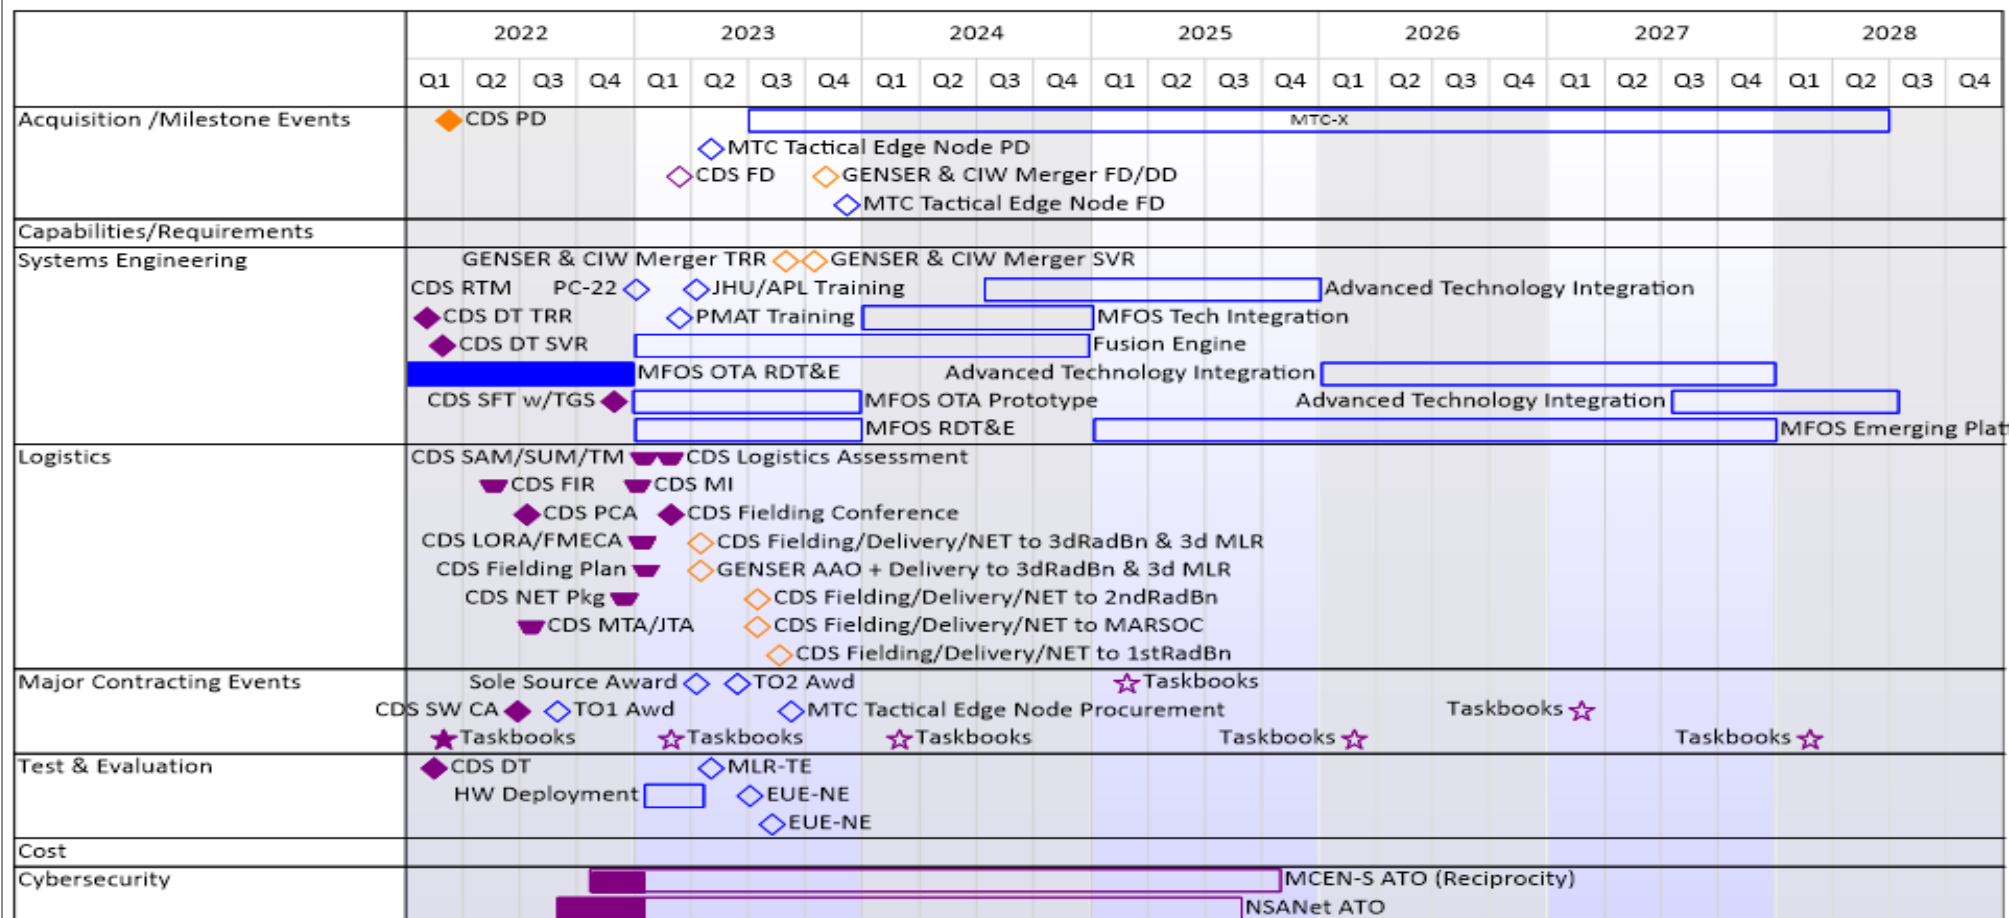 2022 2023 2024 2025 2026 2027 2028
Q1 Q2 Q3 Q4 Q1 Q2 Q3 Q4 Q1 Q2 Q3 Q4 Q1 Q2 Q3 Q4 Q1 Q2 Q3 Q4 Q1 Q2 Q3 Q4 Q1 Q2 Q3 Q4
Acquisition /Milestone Events CDS PD MTC-X
MTC Tactical Edge Node PD
CDS FD GENSER & CIW Merger FD/DD
MTC Tactical Edge Node FD
Capabilities/Requirements
Systems Engineering GENSER & CIW Merger TRR GENSER & CIW Merger SVR
CDS RTM PC-22 JHU/APL Training Advanced Technology Integration
CDS DT TRR PMAT Training MFOS Tech Integration
CDS DT SVR Fusion Engine
MFOS OTA RDT&E Advanced Technology Integration
CDS SFT w/TGS MFOS OTA Prototype Advanced Technology Integration
MFOS RDT&E MFOS Emerging Platf
Logistics CDS SAM/SUM/TM CDS Logistics Assessment
CDS FIR CDS MI
CDS PCA CDS Fielding Conference
CDS LORA/FMECA CDS Fielding/Delivery/NET to 3dRadBn & 3d MLR
CDS Fielding Plan GENSER AAO + Delivery to 3dRadBn & 3d MLR
CDS NET Pkg CDS Fielding/Delivery/NET to 2ndRadBn
CDS MTA/JTA CDS Fielding/Delivery/NET to MARSOC
CDS Fielding/Delivery/NET to 1stRadBn
Major Contracting Events Sole Source Award TO2 Awd Taskbooks
CDS SW CA TO1 Awd MTC Tactical Edge Node Procurement Taskbooks
Taskbooks Taskbooks Taskbooks Taskbooks Taskbooks
Test & Evaluation CDS DT MLR-TE
HW Deployment EUE-NE
EUE-NE
Cost
Cybersecurity MCEN-S ATO (Reciprocity)
NSANet ATO